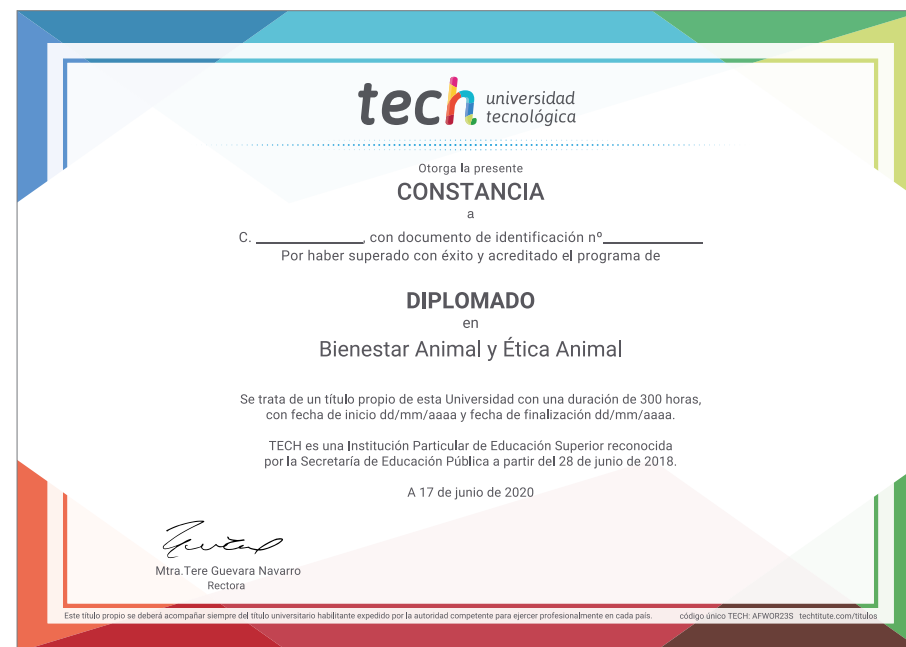 tech universidad
tecnológica
Otorga la presente
CONSTANCIA
a
C. ______________, con documento de identificación nº_____________
Por haber superado con éxito y acreditado el programa de
DIPLOMADO
en
Bienestar Animal y Ética Animal
Se trata de un título propio de esta Universidad con una duración de 300 horas,
con fecha de inicio dd/mm/aaaa y fecha de finalización dd/mm/aaaa.
TECH es una Institución Particular de Educación Superior reconocida
por la Secretaría de Educación Pública a partir del 28 de junio de 2018.
A 17 de junio de 2020
Mtra.Tere Guevara Navarro
Rectora
Este título propio se deberá acompañar siempre del título universitario habilitante expedido por la autoridad competente para ejercer profesionalmente en cada país. código único TECH: AFWOR23S techtitute.com/titulos